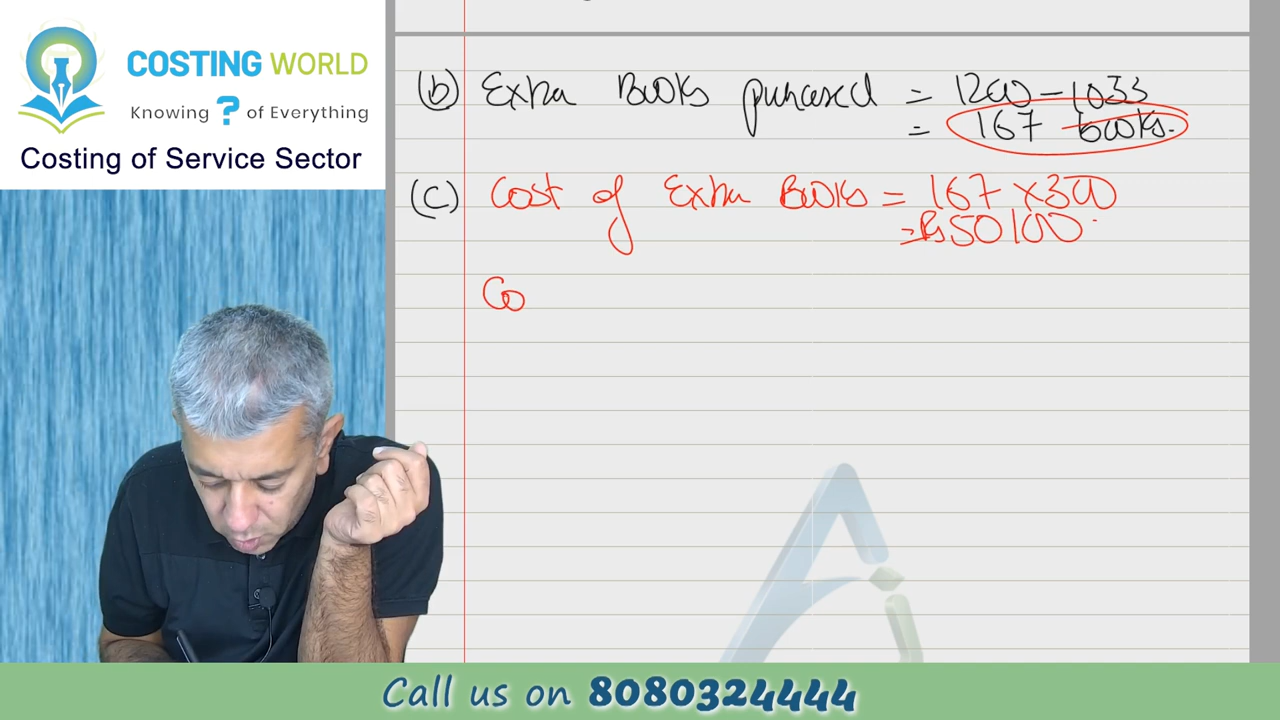 COSTING WORLD
Knowing ? of Everything
Costing of Service Sector
(b) Extra Books purcased = 1200 - 1033
= 167 books.
(C) Cost of Extra Books = 167 x 300
= Rs 50100.
Co
Call us on 8080324444